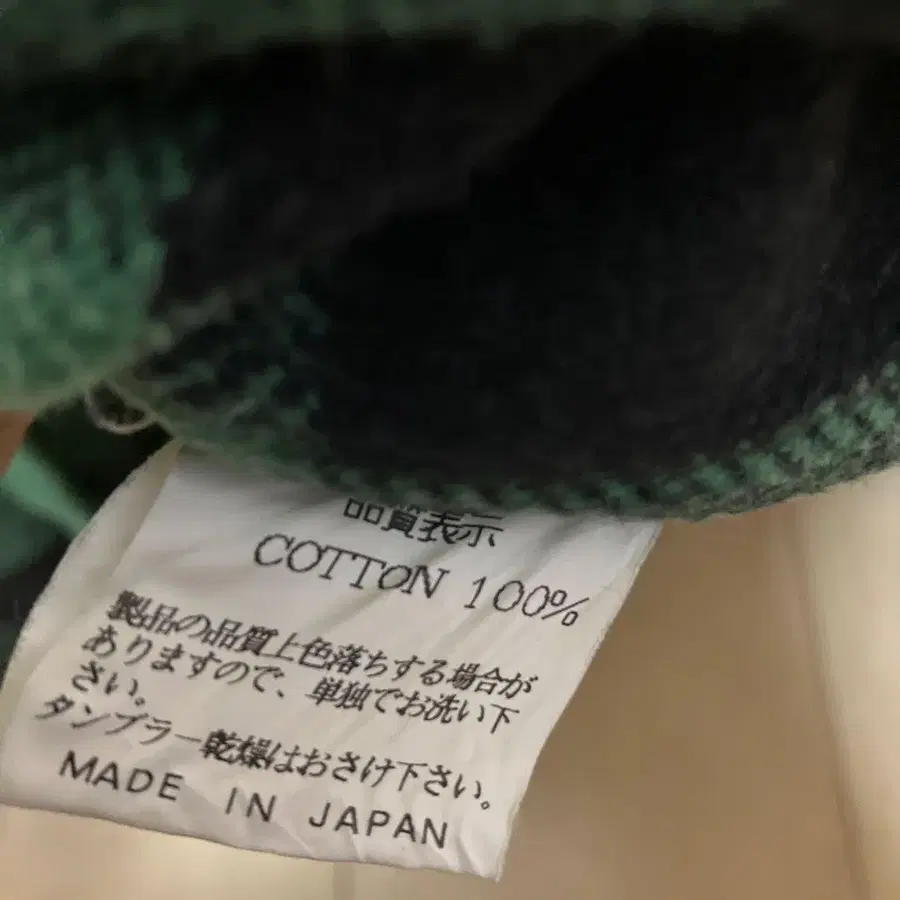 品質表示
COTTON 100%
製品の品質上色落ちする場合が
ありますので、単独でお洗い下
さい。
タンブラー乾燥はおさけ下さい。
MADE IN JAPAN